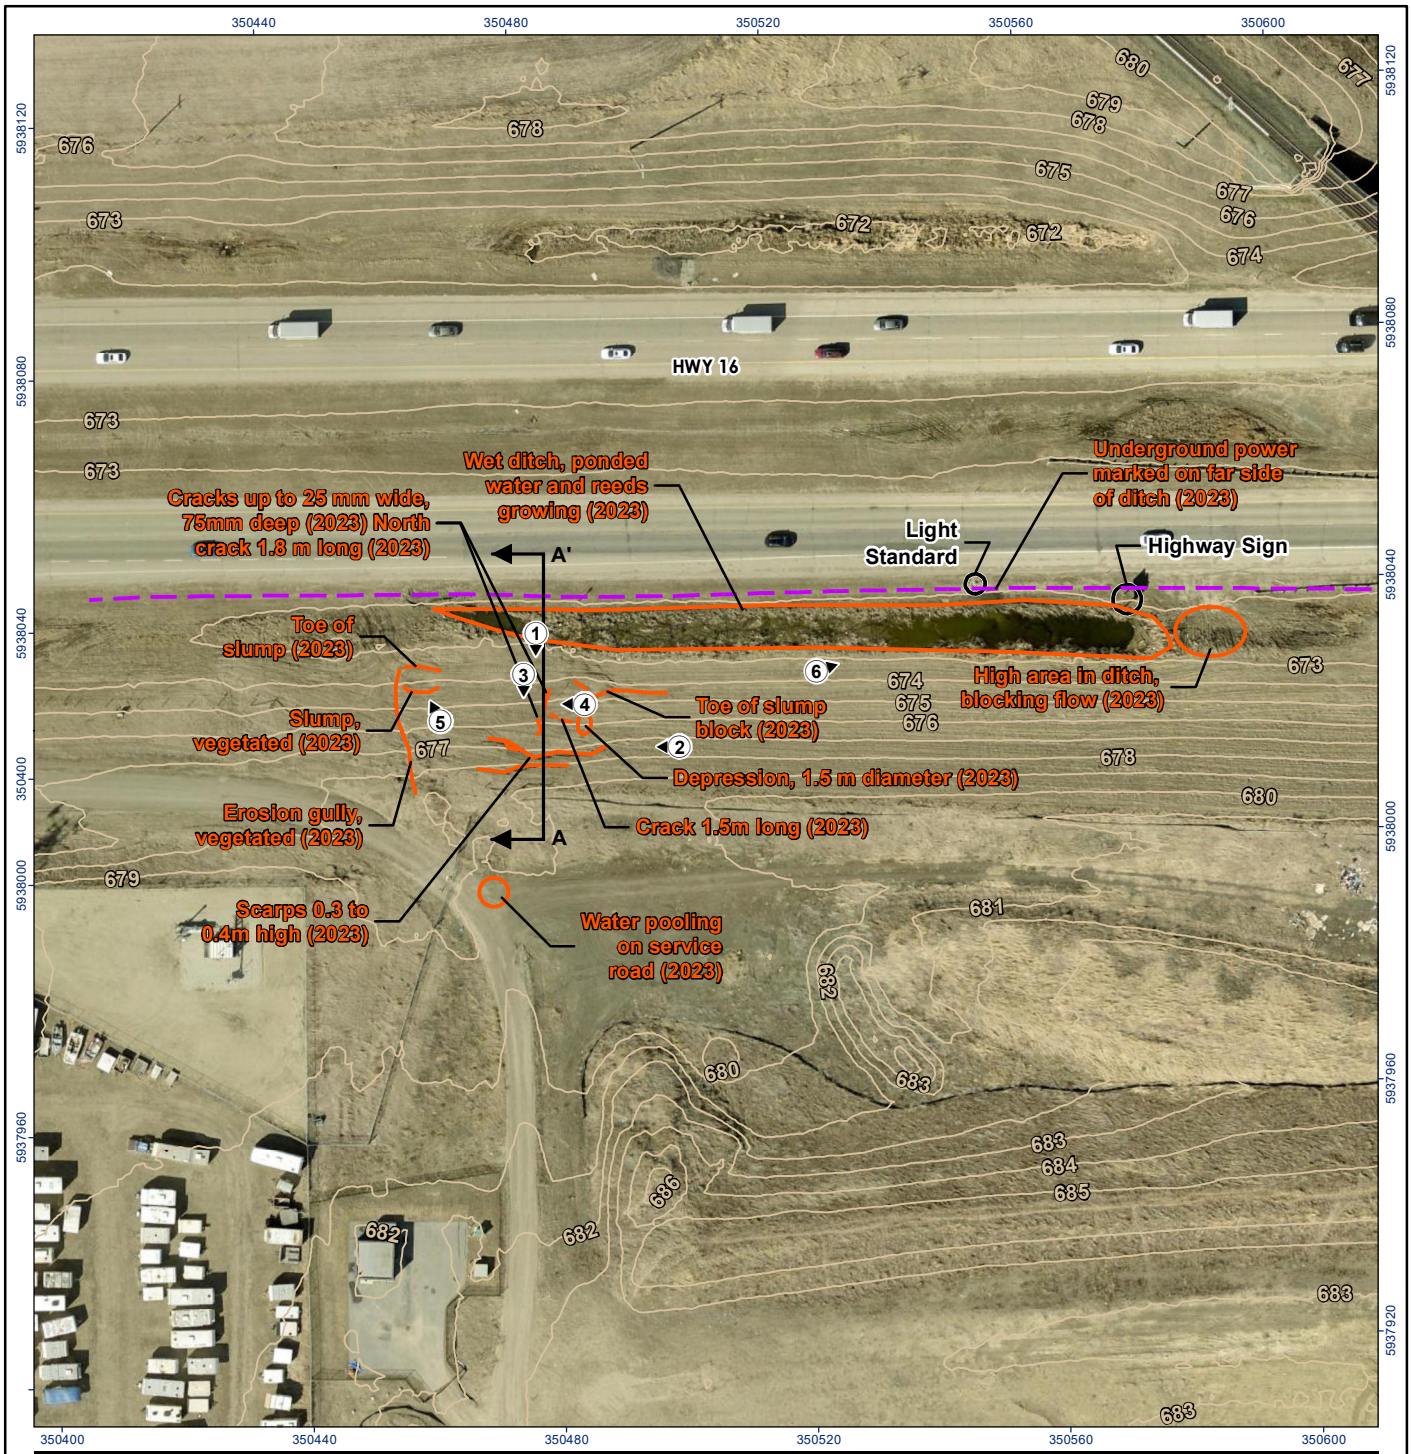 350440
350480
350520
350560
350600
5938120
5938080
5938040
5938000
5937960
5937920
5938120
5938080
5938040
350400
5938000
5937960
350400
350440
350480
350520
350560
350600
680
677
679
678
678
676
675
677
676
674
673
672
672
HWY 16
673
673
Wet ditch, ponded
water and reeds
growing (2023)
Underground power
marked on far side
of ditch (2023)
Cracks up to 25 mm wide,
75mm deep (2023) North
crack 1.8 m long (2023)
Light
Standard
Highway Sign
A'
Toe of
slump (2023)
1
3
6
4
5
2
673
674
675
676
High area in ditch,
blocking flow (2023)
Toe of slump
block (2023)
Slump,
vegetated (2023)
677
678
Depression, 1.5 m diameter (2023)
680
Erosion gully,
vegetated (2023)
Crack 1.5m long (2023)
A
679
Scarps 0.3 to
0.4m high (2023)
Water pooling
on service
road (2023)
681
682
680
683
683
684
685
686
682
682
683
683